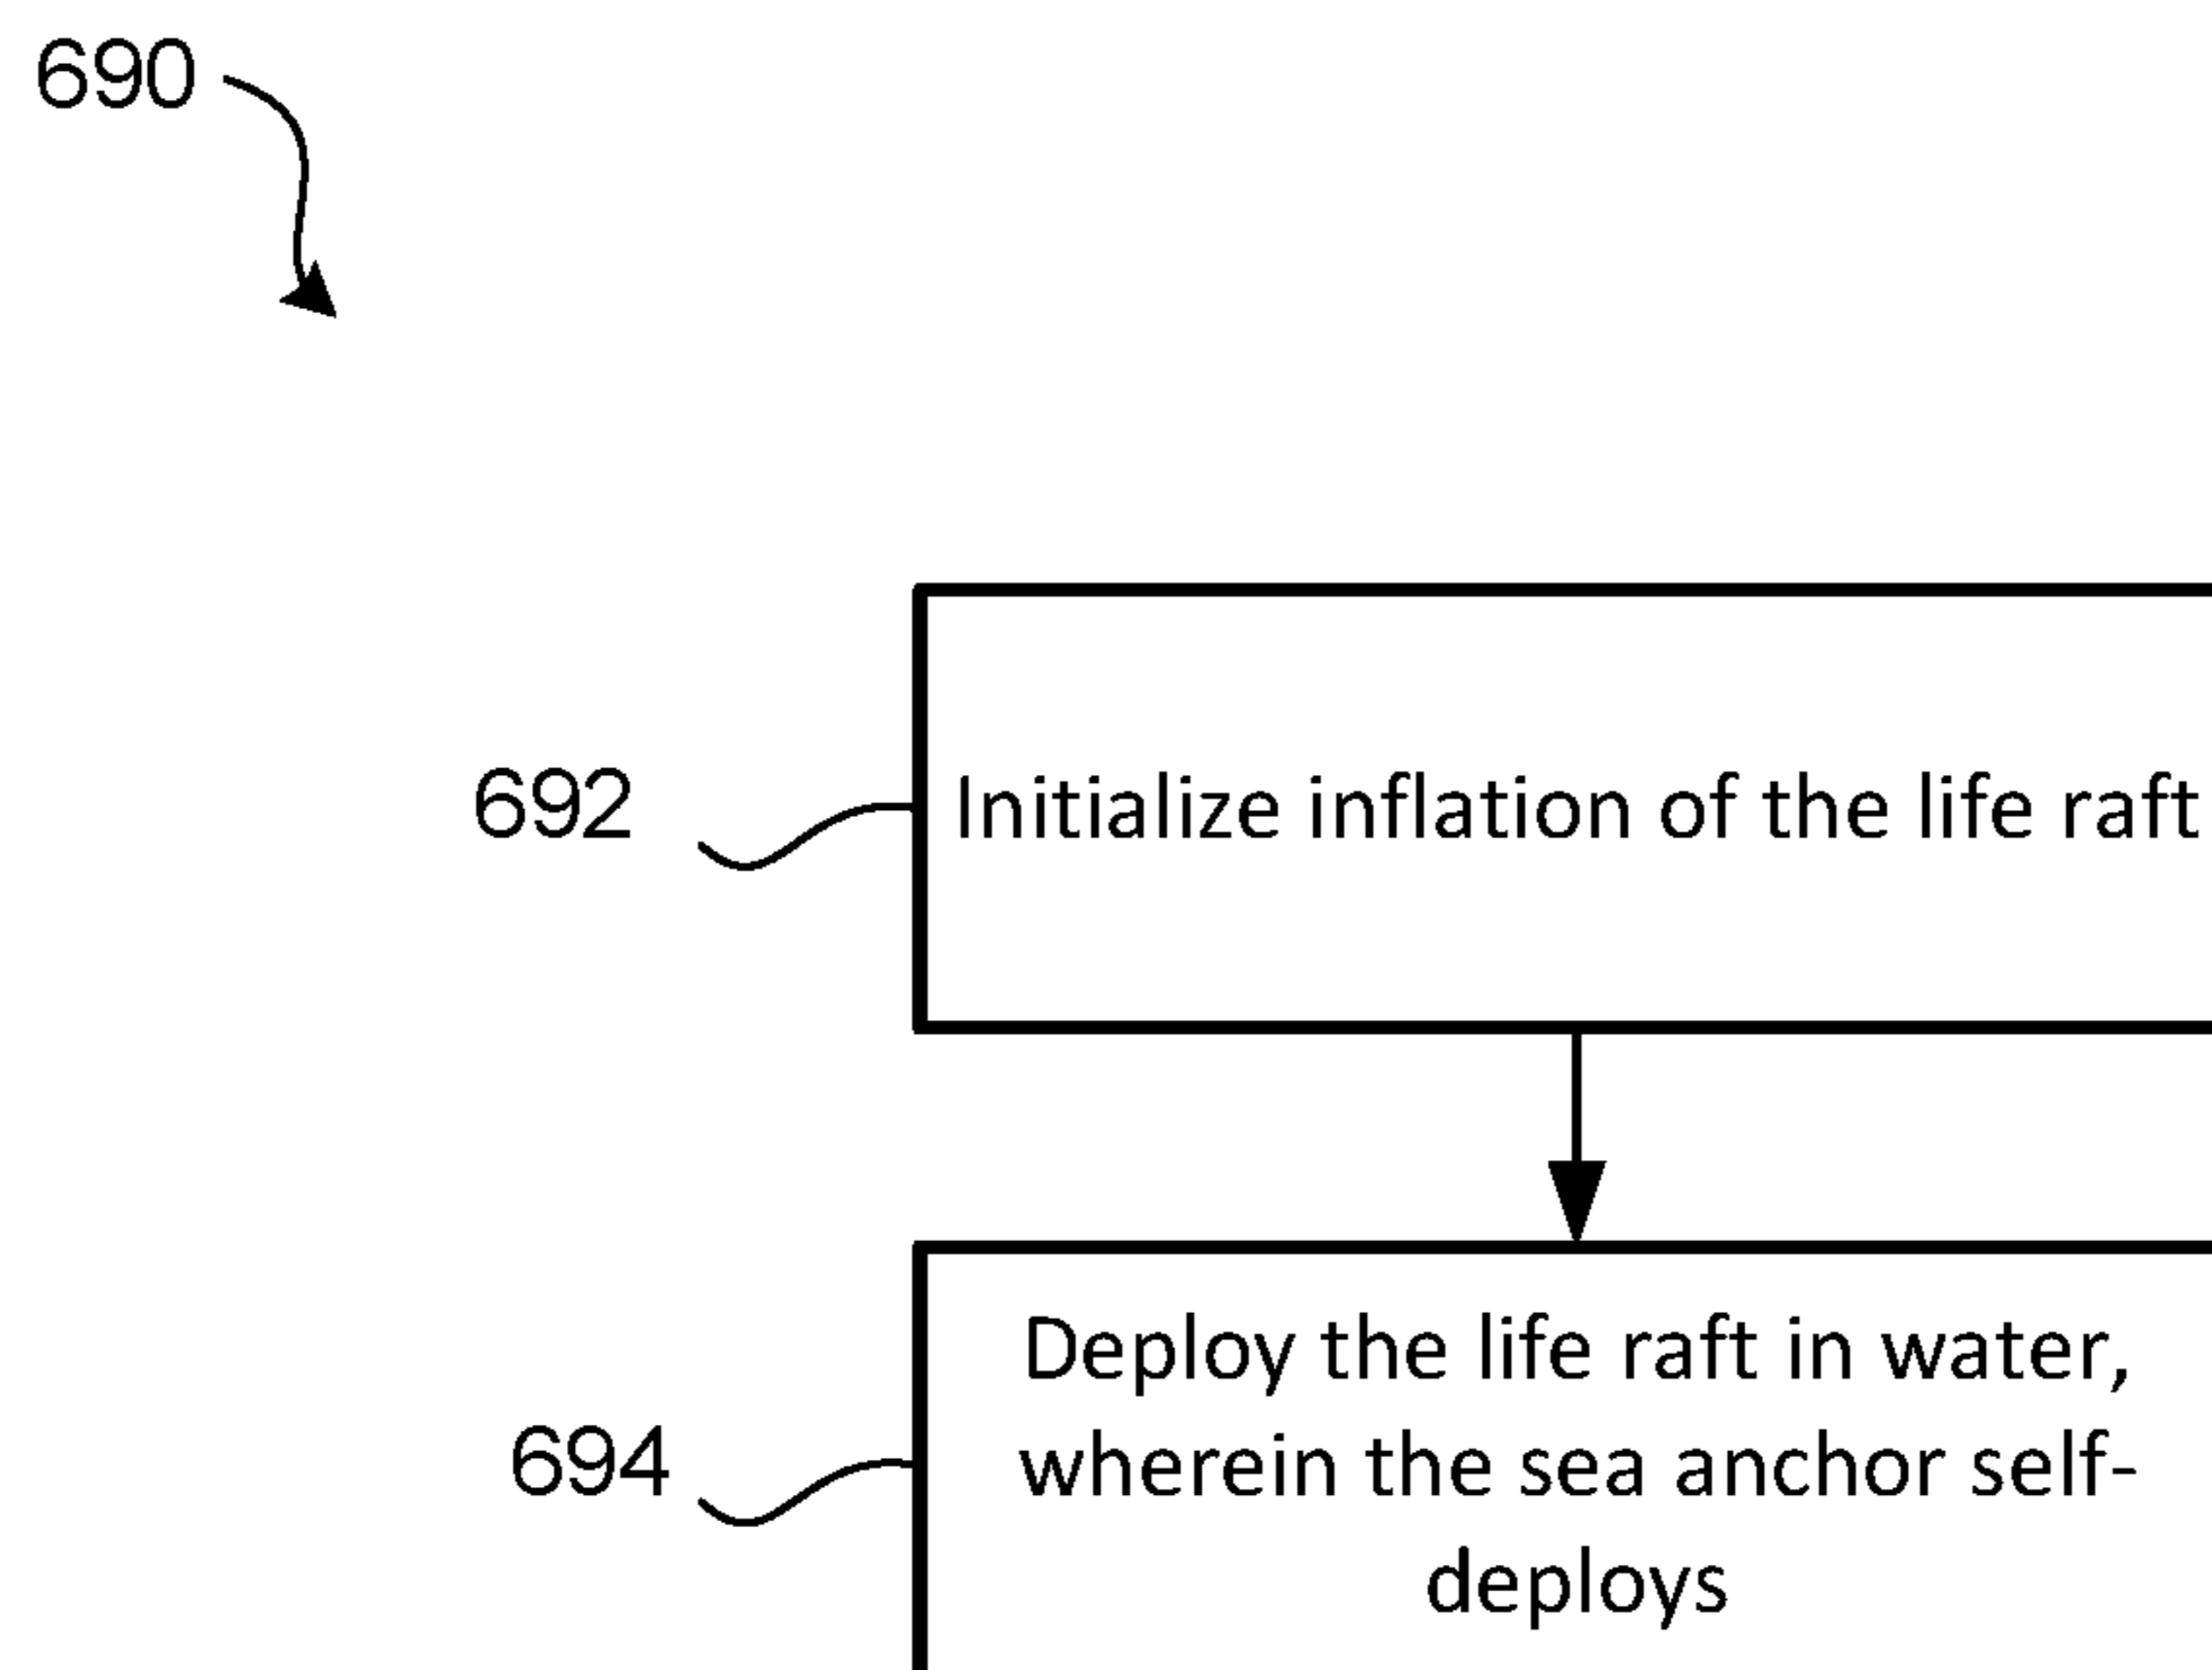 690
692
Initialize inflation of the life raft
Deploy the life raft in water,
694
wherein the sea anchor self-
deploys